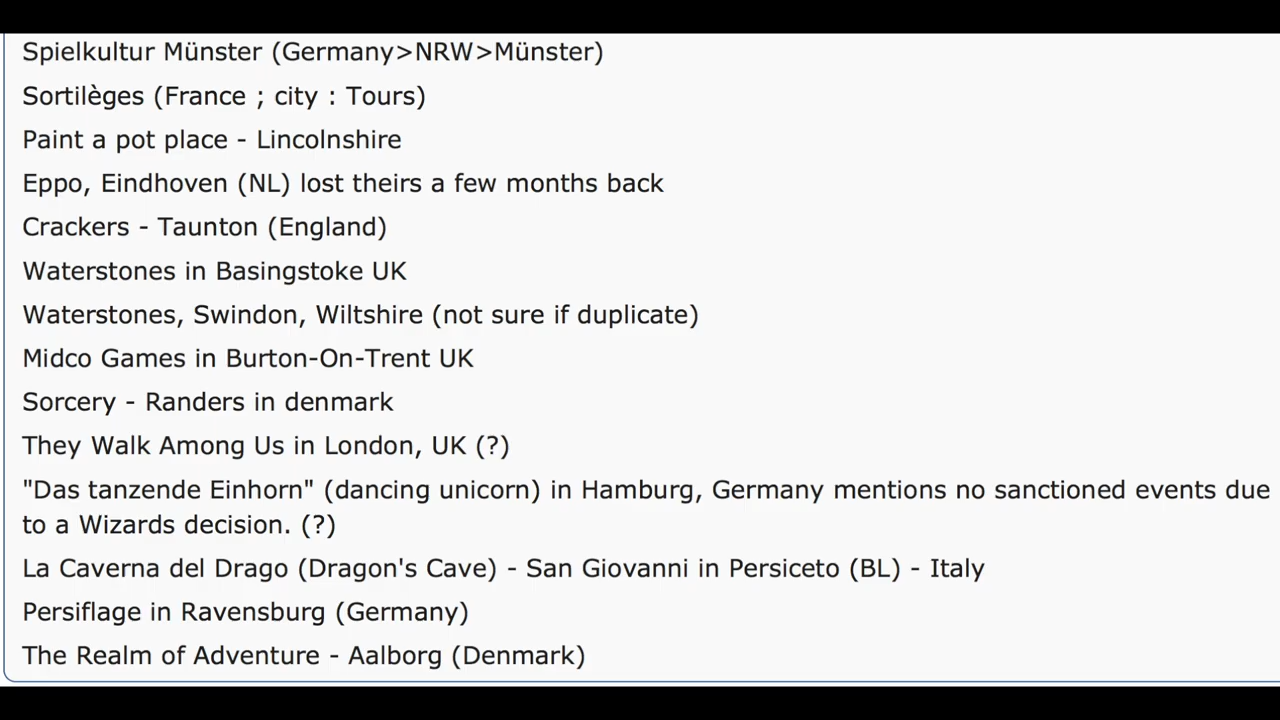 Spielkultur Münster (Germany>NRW>Münster)
Sortilèges (France ; city : Tours)
Paint a pot place - Lincolnshire
Eppo, Eindhoven (NL) lost theirs a few months back
Crackers - Taunton (England)
Waterstones in Basingstoke UK
Waterstones, Swindon, Wiltshire (not sure if duplicate)
Midco Games in Burton-On-Trent UK
Sorcery - Randers in denmark
They Walk Among Us in London, UK (?)
"Das tanzende Einhorn" (dancing unicorn) in Hamburg, Germany mentions no sanctioned events due
to a Wizards decision. (?)
La Caverna del Drago (Dragon's Cave) - San Giovanni in Persiceto (BL) - Italy
Persiflage in Ravensburg (Germany)
The Realm of Adventure - Aalborg (Denmark)